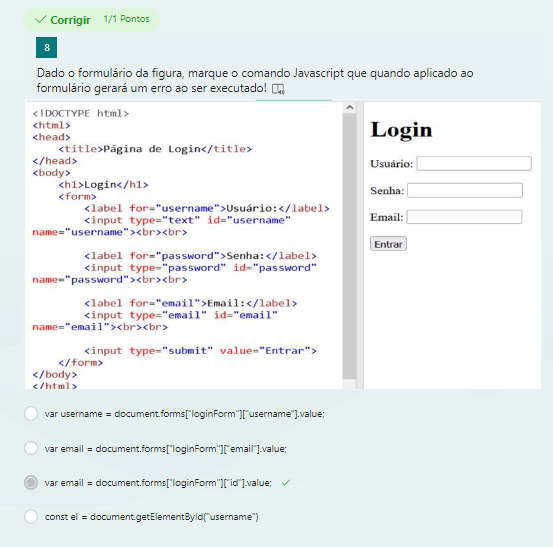 Corrigir 1/1 Pontos
8
Dado o formulário da figura, marque o comando Javascript que quando aplicado ao
formulário gerará um erro ao ser executado!
<!DOCTYPE html>
<html>
<head>
<title>Página de Login</title>
</head>
<body>
<h1>Login</h1>
<form>
<label for="username">Usuário:</label>
<input type="text" id="username"
name="username"><br><br>
<label for="password">Senha:</label>
<input type="password" id="password"
name="password"><br><br>
<label for="email">Email:</label>
<input type="email" id="email"
name="email"><br><br>
<input type="submit" value="Entrar">
</form>
</body>
</html>
Login
Usuário:
Senha:
Email:
Entrar
var username = document.forms["loginForm"]["username"].value;
var email = document.forms["loginForm"]["email"].value;
var email = document.forms["loginForm"]["id"].value;
const el = document.getElementById("username")